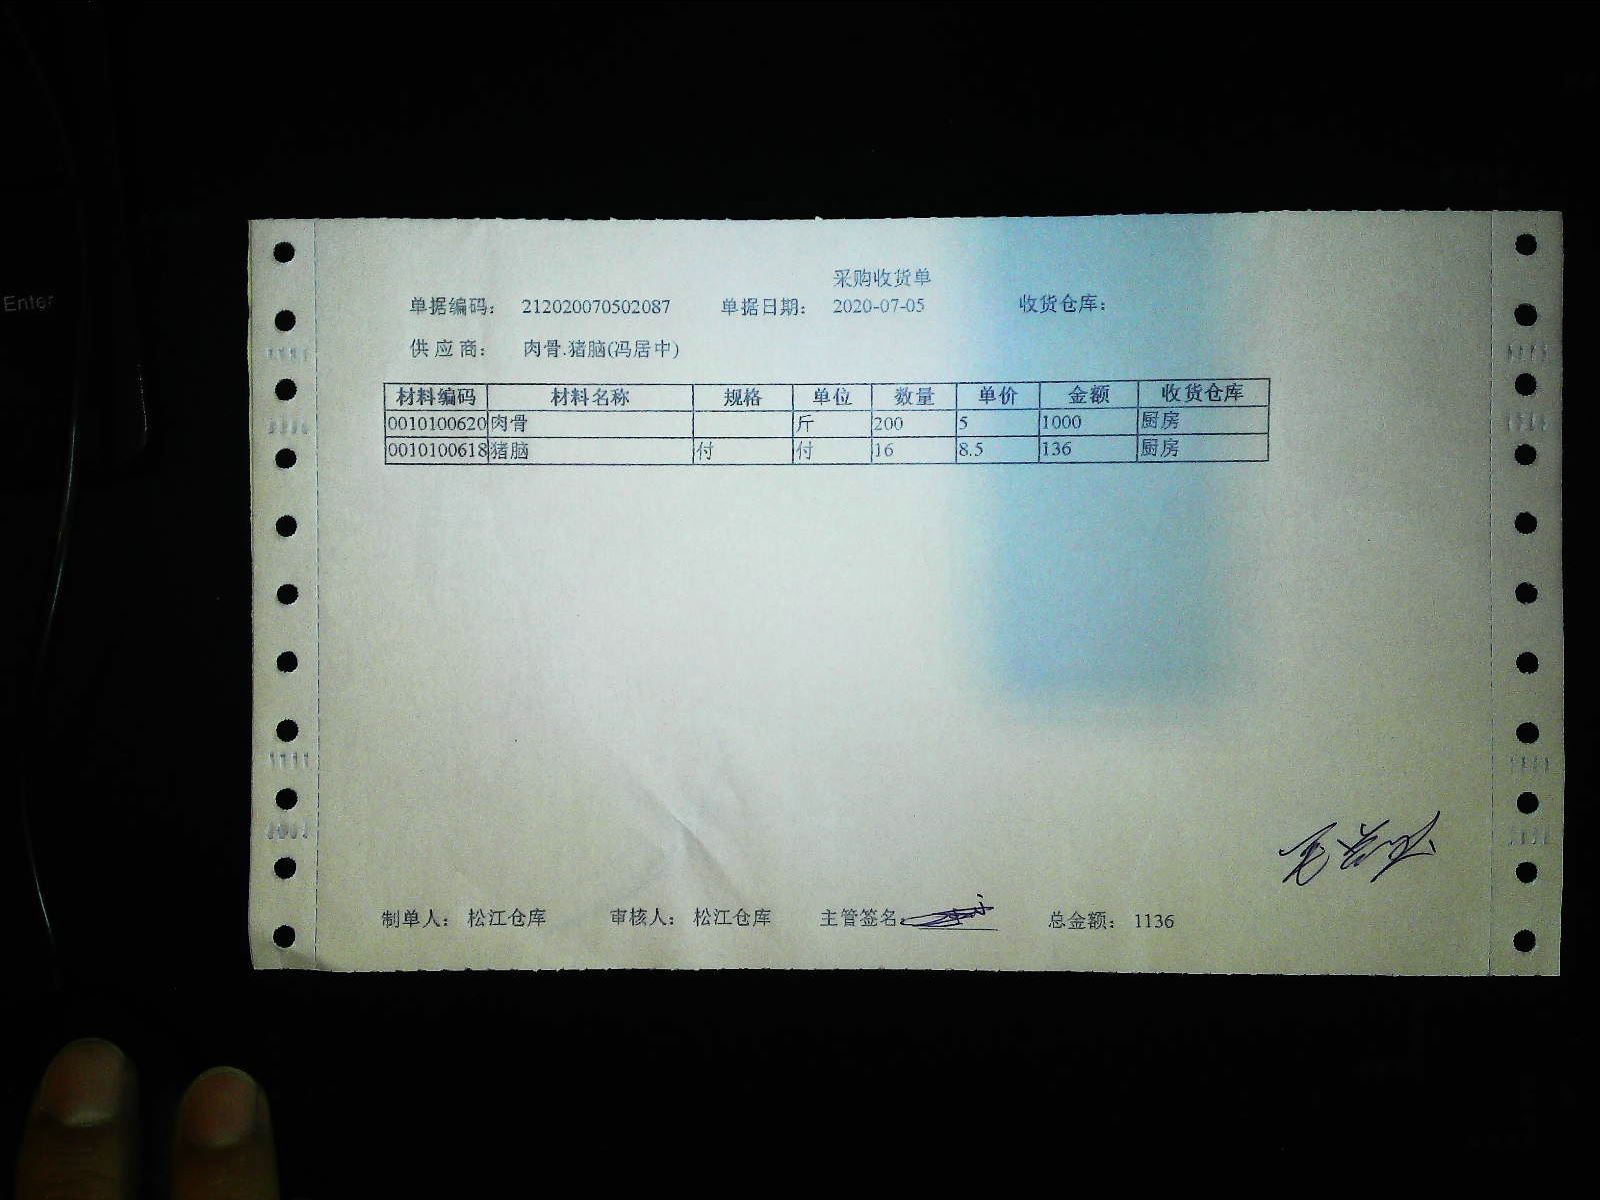 Enter
采购收货单
单据编码： 212020070502087 单据日期： 2020-07-05 收货仓库：
供应商： 肉骨.猪脑(冯居中)
材料编码 材料名称 规格 单位 数量 单价 金额 收货仓库
0010100620 肉骨 斤 200 5 1000 厨房
0010100618 猪脑 付 付 16 8.5 136 厨房
制单人： 松江仓库 审核人： 松江仓库 主管签名 总金额： 1136